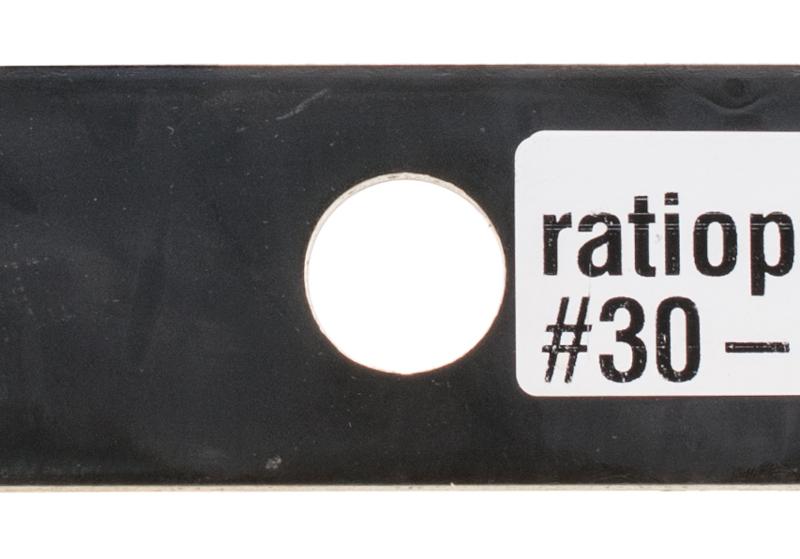 ratiop
#30 –